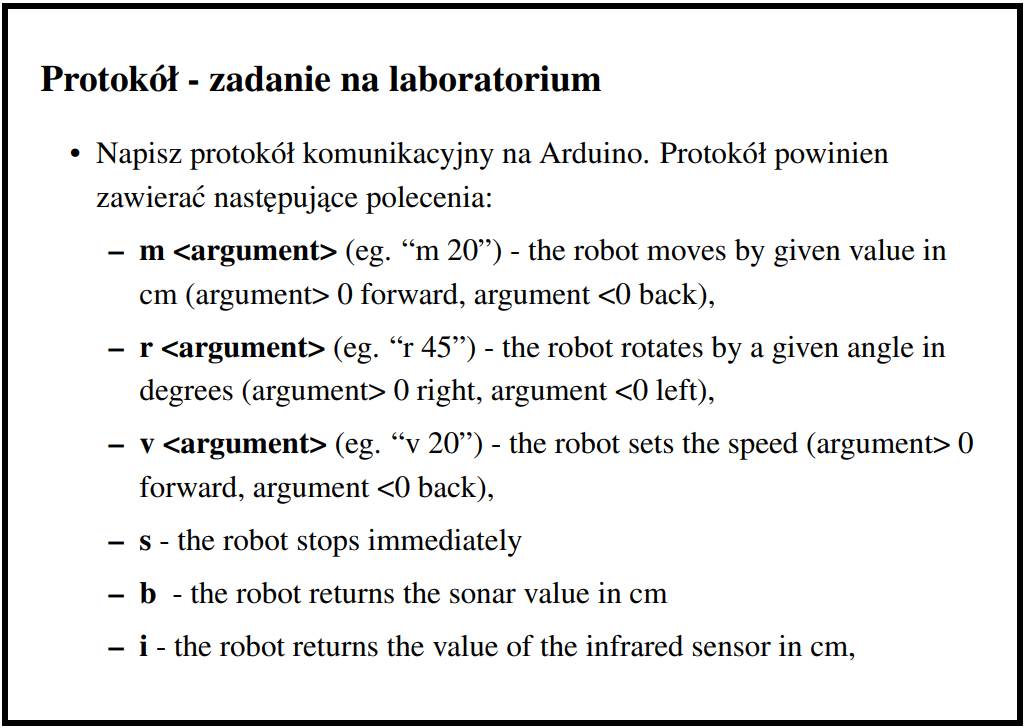 Protokół - zadanie na laboratorium
• Napisz protokół komunikacyjny na Arduino. Protokół powinien
zawierać następujące polecenia:
– m <argument> (eg. “m 20”) - the robot moves by given value in
cm (argument> 0 forward, argument <0 back),
– r <argument> (eg. “r 45”) - the robot rotates by a given angle in
degrees (argument> 0 right, argument <0 left),
– v <argument> (eg. “v 20”) - the robot sets the speed (argument> 0
forward, argument <0 back),
– s - the robot stops immediately
– b - the robot returns the sonar value in cm
– i - the robot returns the value of the infrared sensor in cm,